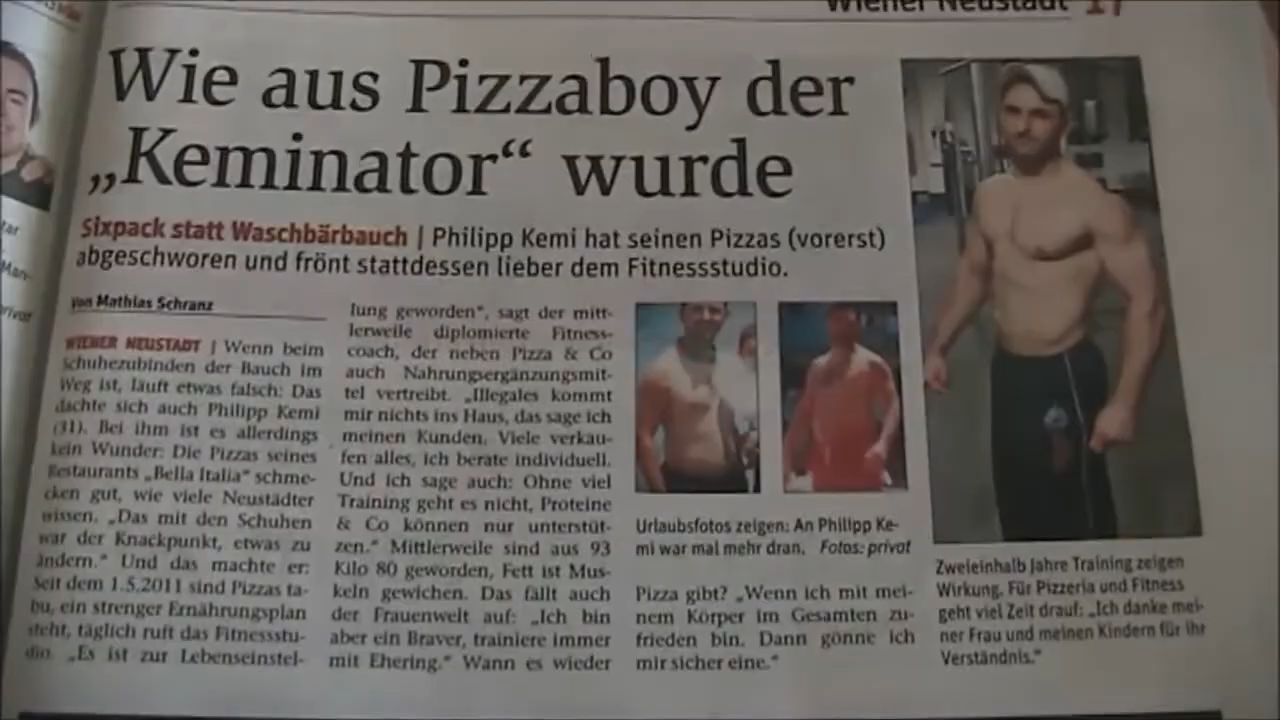 Wiener Neustadt 17
Wie aus Pizzaboy der
„Keminator“ wurde
Sixpack statt Waschbärbauch | Philipp Kemi hat seinen Pizzas (vorerst)
abgeschworen und frönt stattdessen lieber dem Fitnessstudio.
Von Mathias Schranz
WIENER NEUSTADT | Wenn beim
Schuhezubinden der Bauch im
Weg ist, läuft etwas falsch: Das
dachte sich auch Philipp Kemi
(31). Bei ihm ist es allerdings
kein Wunder: Die Pizzas seines
Restaurants „Bella Italia“ schme-
cken gut, wie viele Neustädter
wissen. „Das mit den Schuhen
war der Knackpunkt, etwas zu
ändern.“ Und das machte er:
Seit dem 1.5.2011 sind Pizzas ta-
bu, ein strenger Ernährungsplan
steht, täglich ruft das Fitnessstu-
dio. „Es ist zur Lebenseinstel-
lung geworden“, sagt der mitt-
lerweile diplomierte Fitness-
coach, der neben Pizza & Co
auch Nahrungsergänzungsmit-
tel vertreibt. „Illegales kommt
mir nichts ins Haus, das sage ich
meinen Kunden. Viele verkau-
fen alles, ich berate individuell.
Und ich sage auch: Ohne viel
Training geht es nicht, Proteine
& Co können nur unterstüt-
zen.“ Mittlerweile sind aus 93
Kilo 80 geworden, Fett ist Mus-
keln gewichen. Das fällt auch
der Frauenwelt auf: „Ich bin
aber ein Braver, trainiere immer
mit Ehering.“ Wann es wieder
Urlaubsfotos zeigen: An Philipp Ke-
mi war mal mehr dran. Fotos: privat
Pizza gibt? „Wenn ich mit mei-
nem Körper im Gesamten zu-
frieden bin. Dann gönne ich
mir sicher eine.“
Zweieinhalb Jahre Training zeigen
Wirkung. Für Pizzeria und Fitness
geht viel Zeit drauf: „Ich danke mei-
ner Frau und meinen Kindern für ihr
Verständnis.“